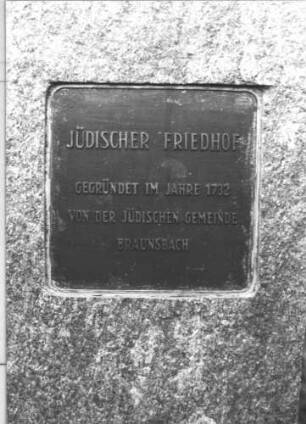 JÜDISCHER FRIEDHOF
GEGRÜNDET IM JAHRE 1732
VON DER JÜDISCHEN GEMEINDE
BRAUNSBACH